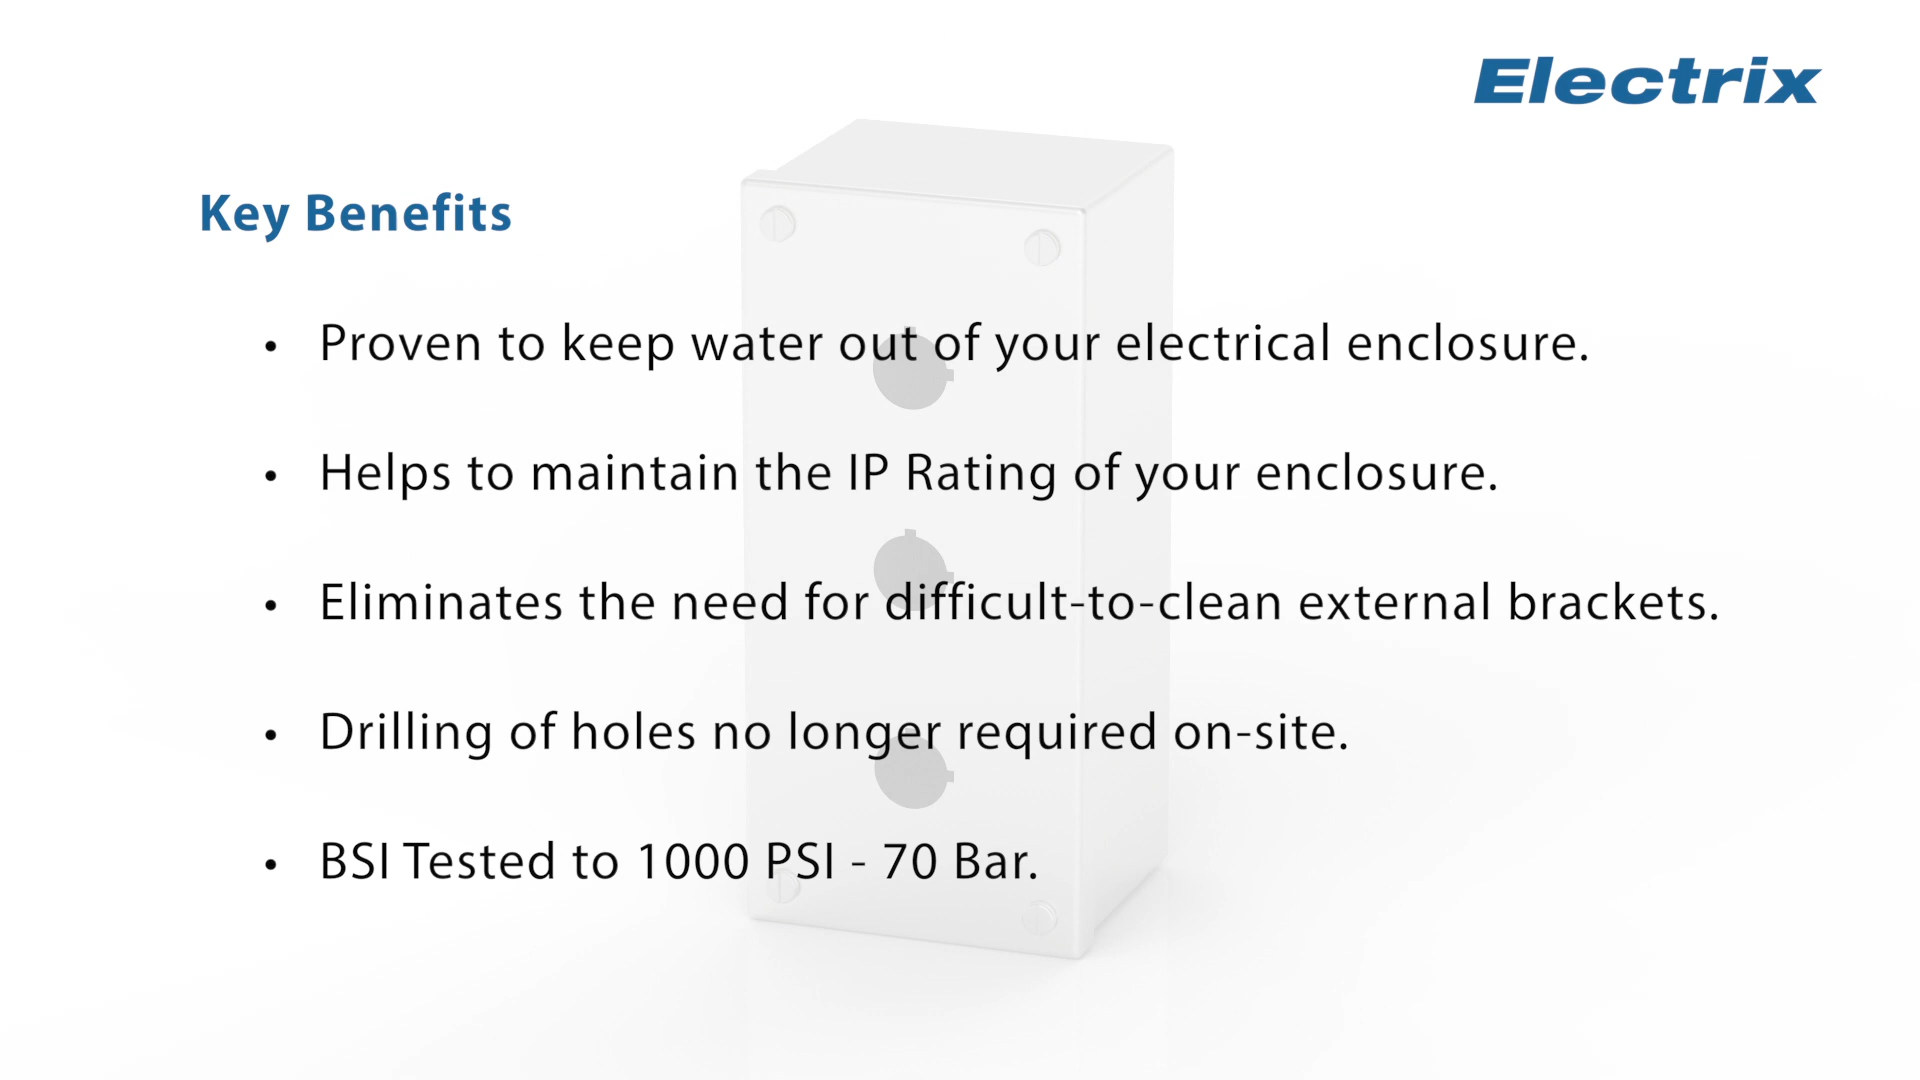 Electrix
Key Benefits
• Proven to keep water out of your electrical enclosure.
• Helps to maintain the IP Rating of your enclosure.
• Eliminates the need for difficult-to-clean external brackets.
• Drilling of holes no longer required on-site.
• BSI Tested to 1000 PSI - 70 Bar.